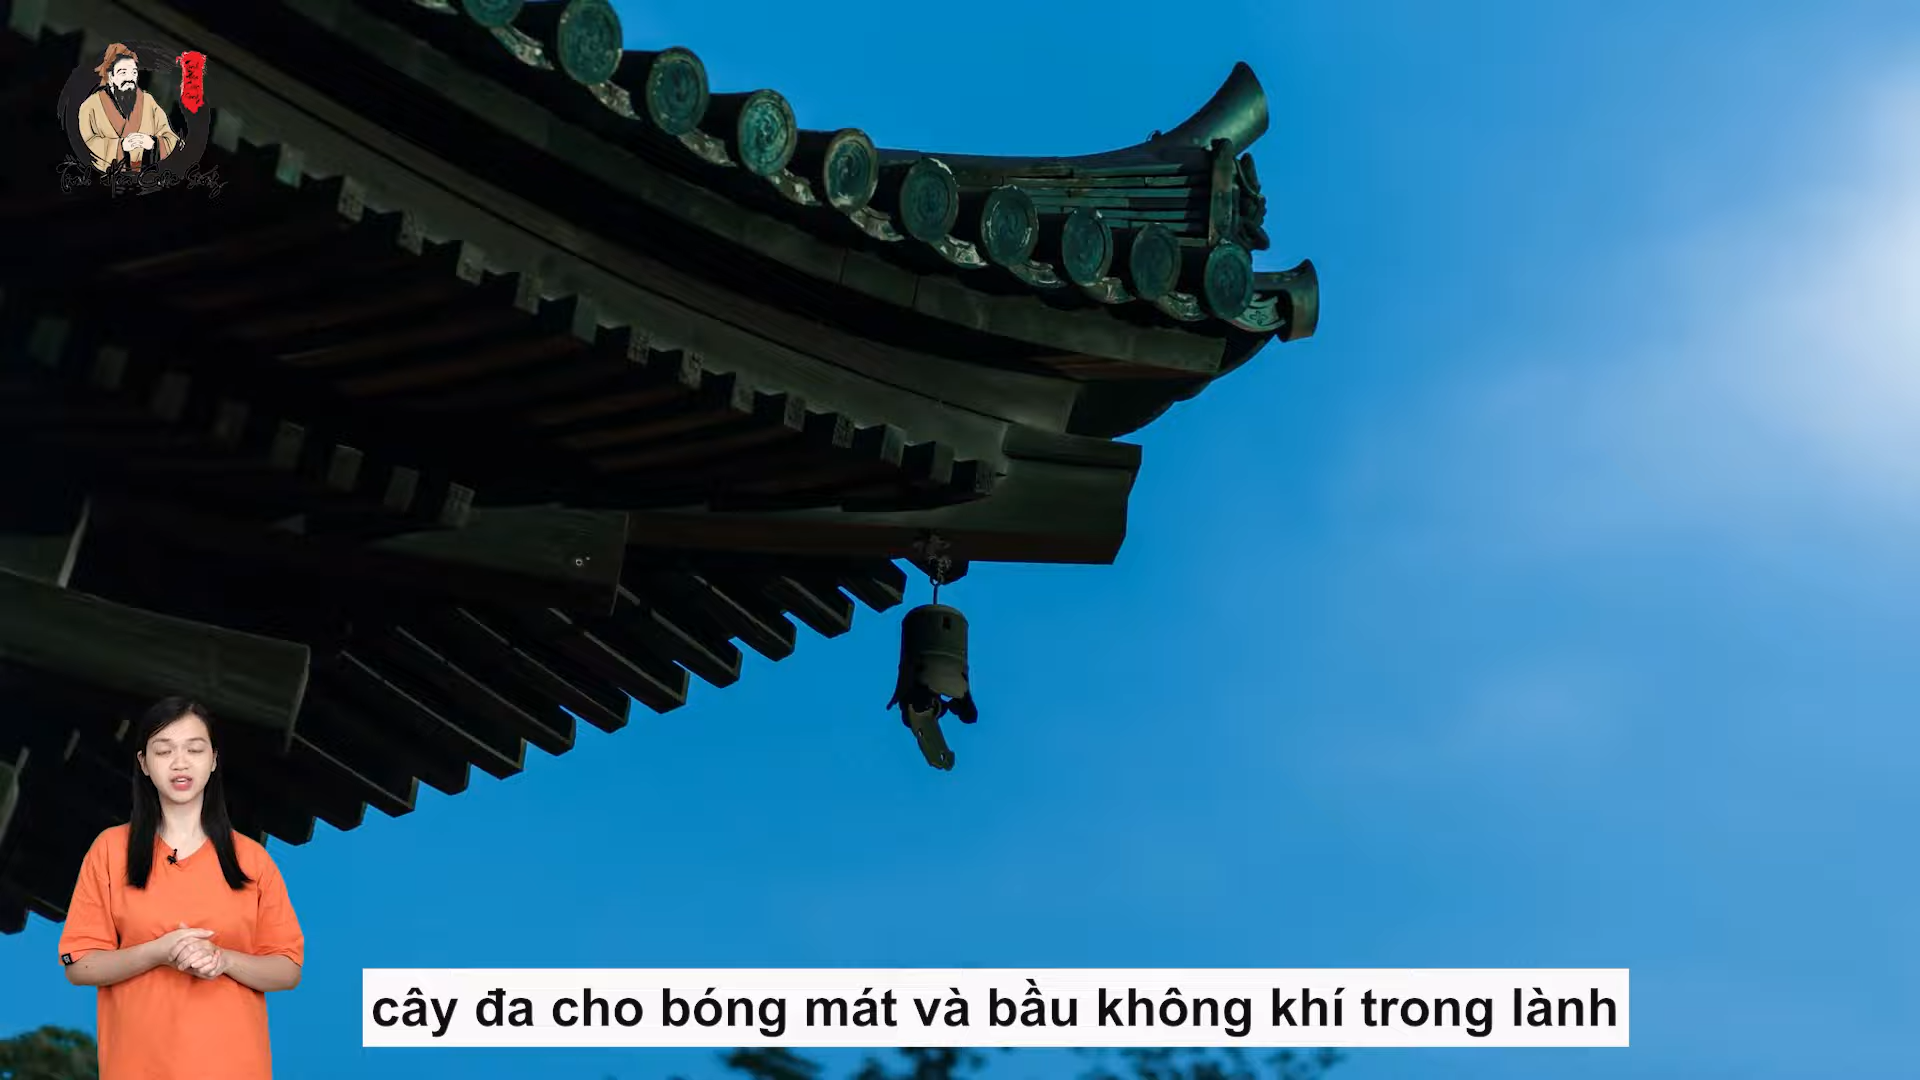 cây đa cho bóng mát và bầu không khí trong lành